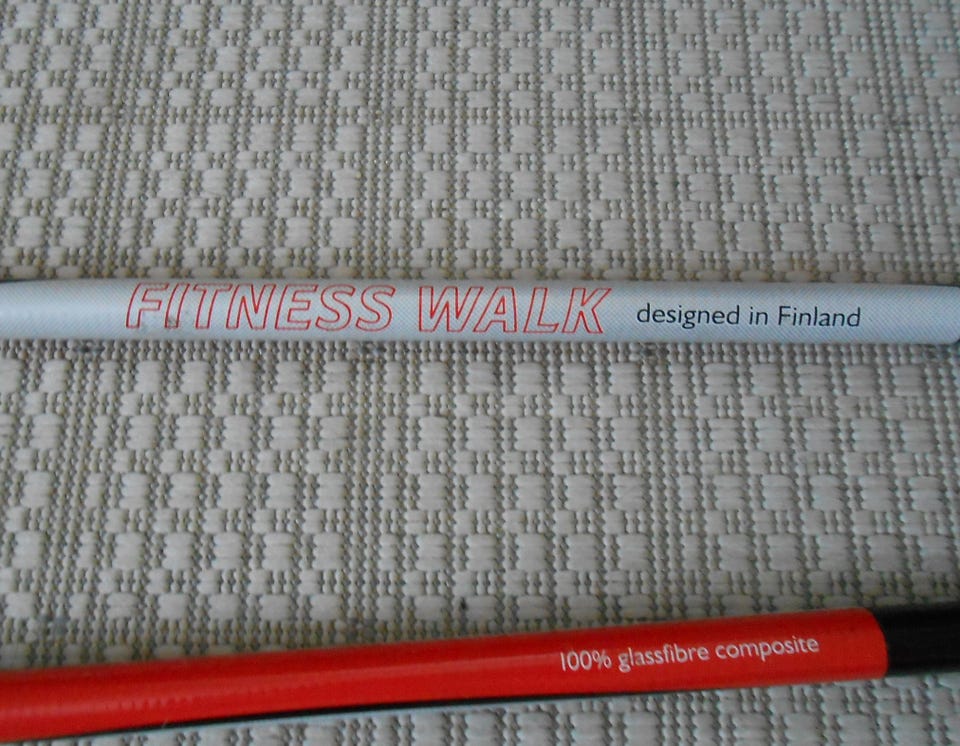 FITNESS WALK designed in Finland
100% glassfibre composite